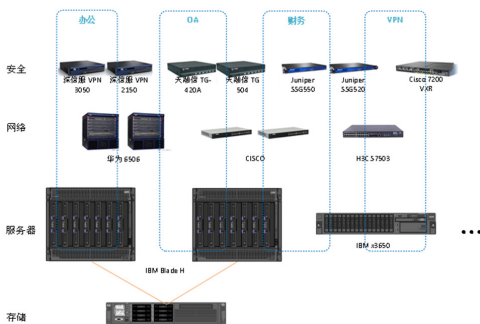 办公
OA
财务
VPN
安全
深信服 VPN
3050
深信服 VPN
2150
天融信 TG-
420A
天融信 TG
504
Juniper
SSG550
Juniper
SSG520
Cisco 7200
VXR
网络
华为 6506
CISCO
H3C S7503
服务器
IBM Blade H
IBM x3650
...
存储